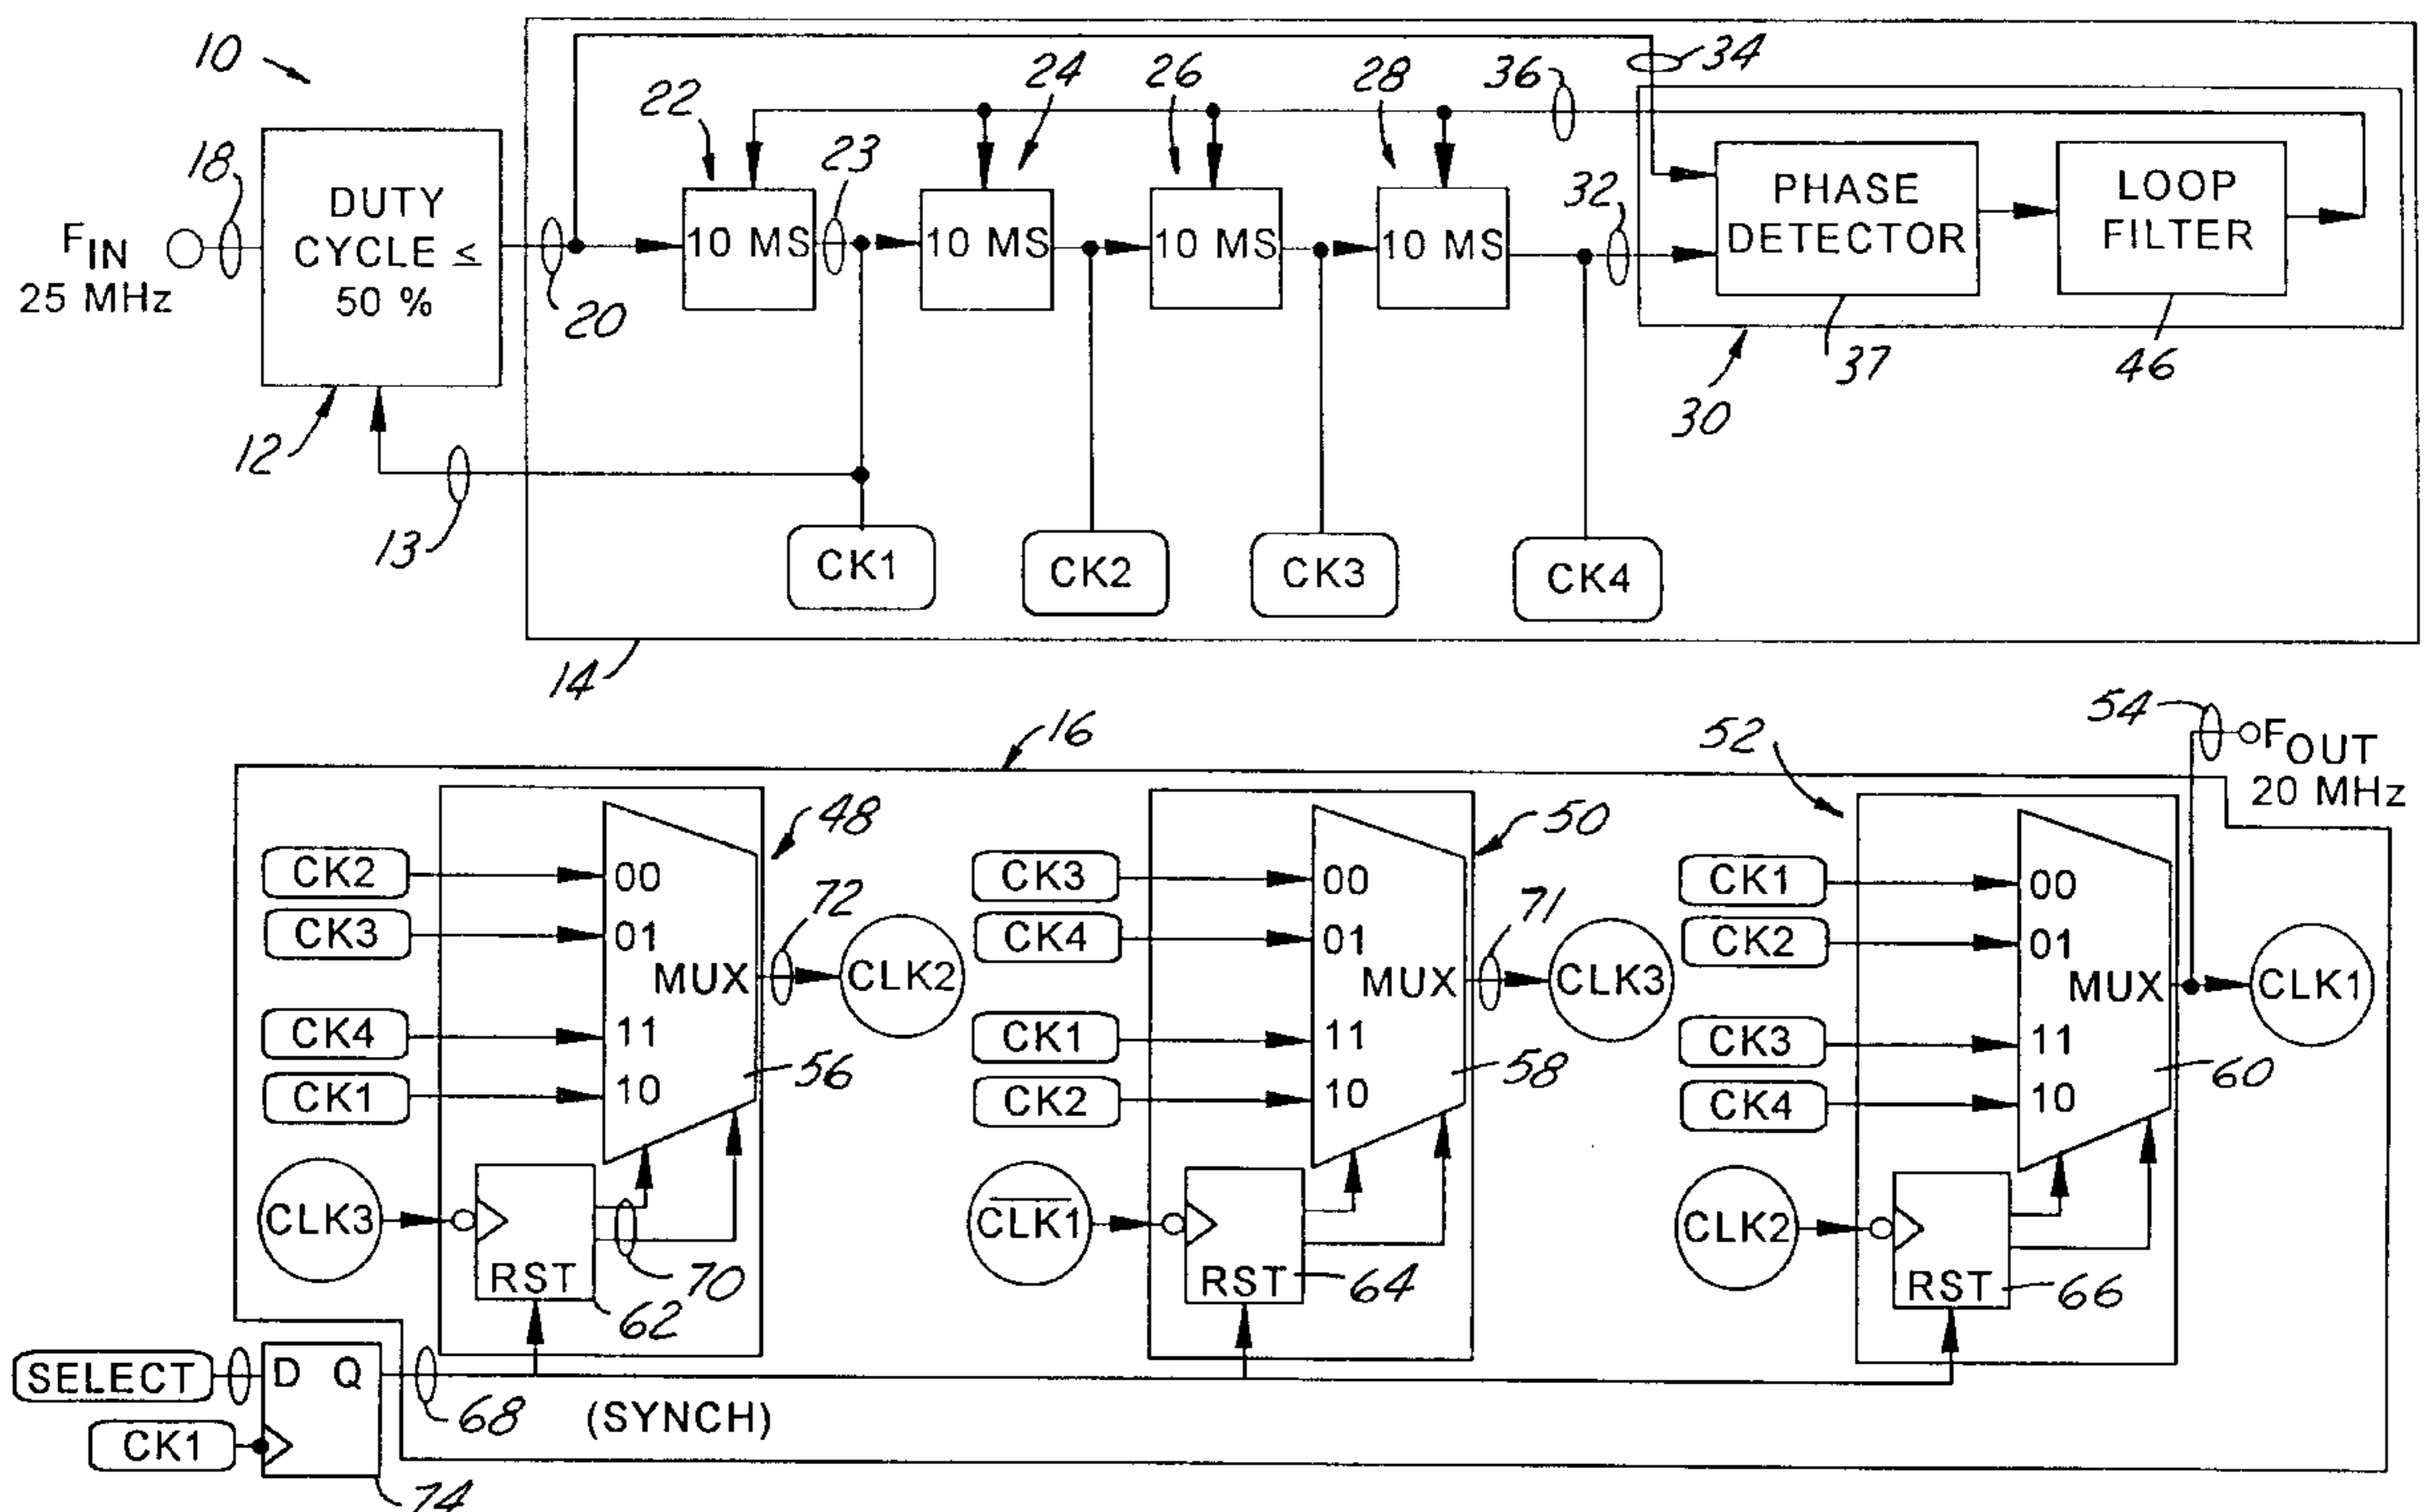 10
18
FIN
25 MHz
DUTY
CYCLE ≤
50 %
12
13
20
22
23
24
26
28
36
34
32
10 MS
10 MS
10 MS
10 MS
PHASE
DETECTOR
LOOP
FILTER
37
46
30
CK1
CK2
CK3
CK4
14
16
48
CK2
CK3
CK4
CK1
00
01
11
10
MUX
56
72
CLK2
CLK3
RST
62
70
50
CK3
CK4
CK1
CK2
00
01
11
10
MUX
58
71
CLK3
C̅L̅K̅1̅
RST
64
52
54
FOUT
20 MHz
CK1
CK2
CK3
CK4
00
01
11
10
MUX
60
CLK1
CLK2
RST
66
SELECT
D Q
CK1
74
68
(SYNCH)